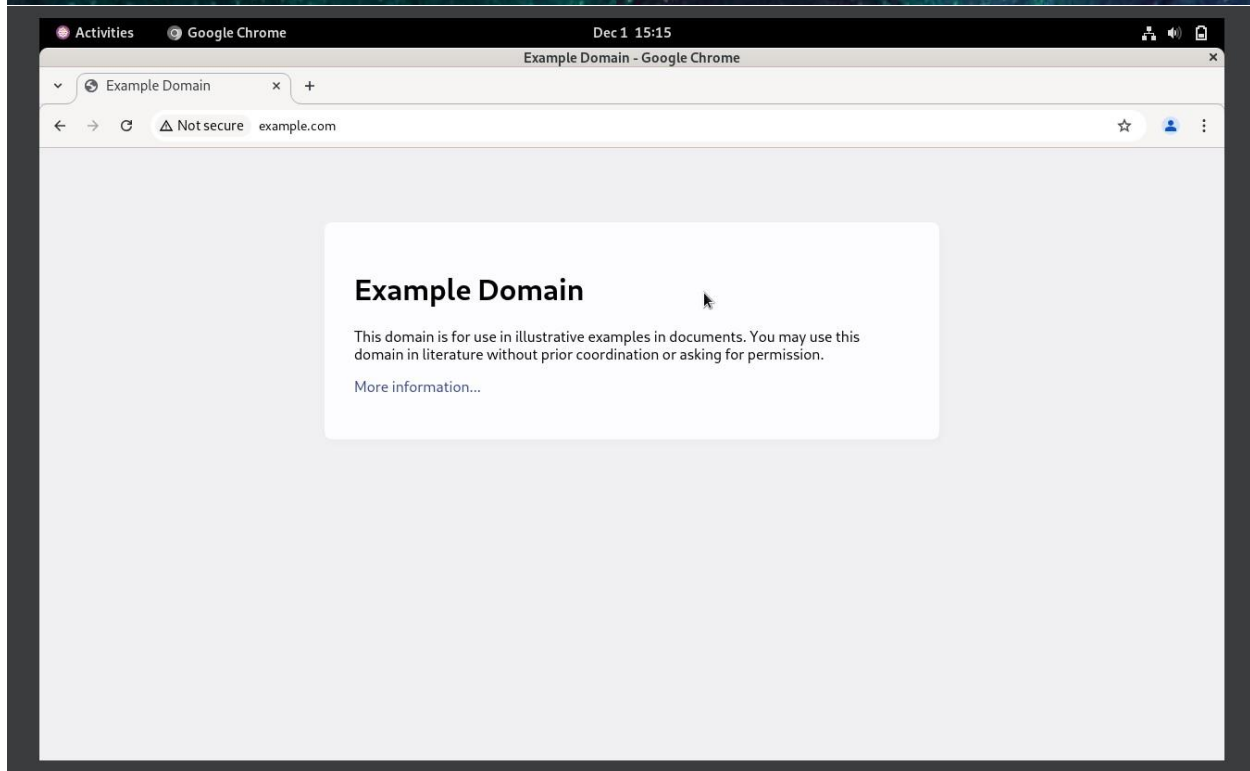 Activities Google Chrome Dec 1 15:15
Example Domain - Google Chrome
Example Domain
Not secure example.com
Example Domain
This domain is for use in illustrative examples in documents. You may use this
domain in literature without prior coordination or asking for permission.
More information...